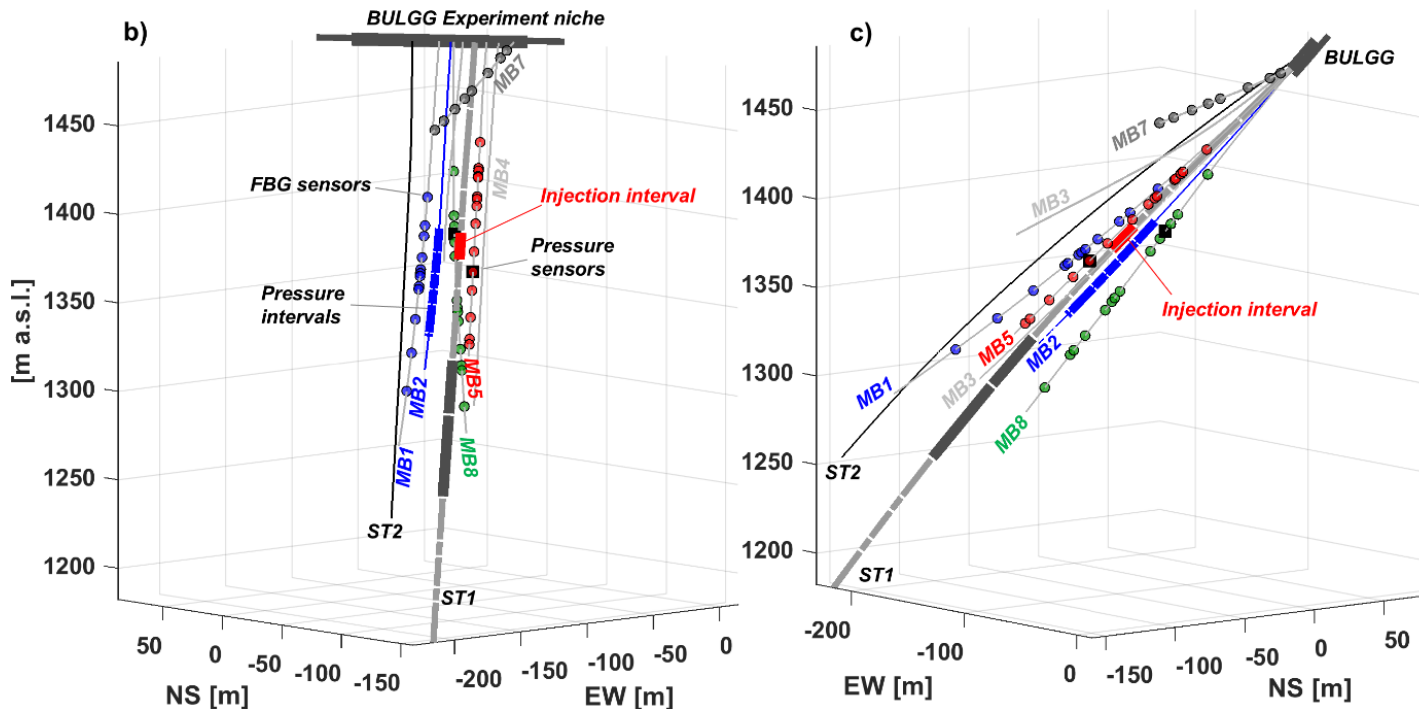 b)
BULGG Experiment niche
MB7
1450
FBG sensors
MB4
Injection interval
1400
Pressure
sensors
Pressure
intervals
1350
[m a.s.l.]
1300
MB2
MB5
MB1
MB8
1250
ST2
1200
ST1
50
0
-50
-100
-150
NS [m]
-200
-150
-100
-50
0
EW [m]
c)
BULGG
1450
MB7
1400
MB3
1350
Injection interval
MB5
MB2
1300
MB1
MB3
MB8
1250
ST2
1200
ST1
-200
-100
0
EW [m]
-150
-100
-50
0
50
NS [m]